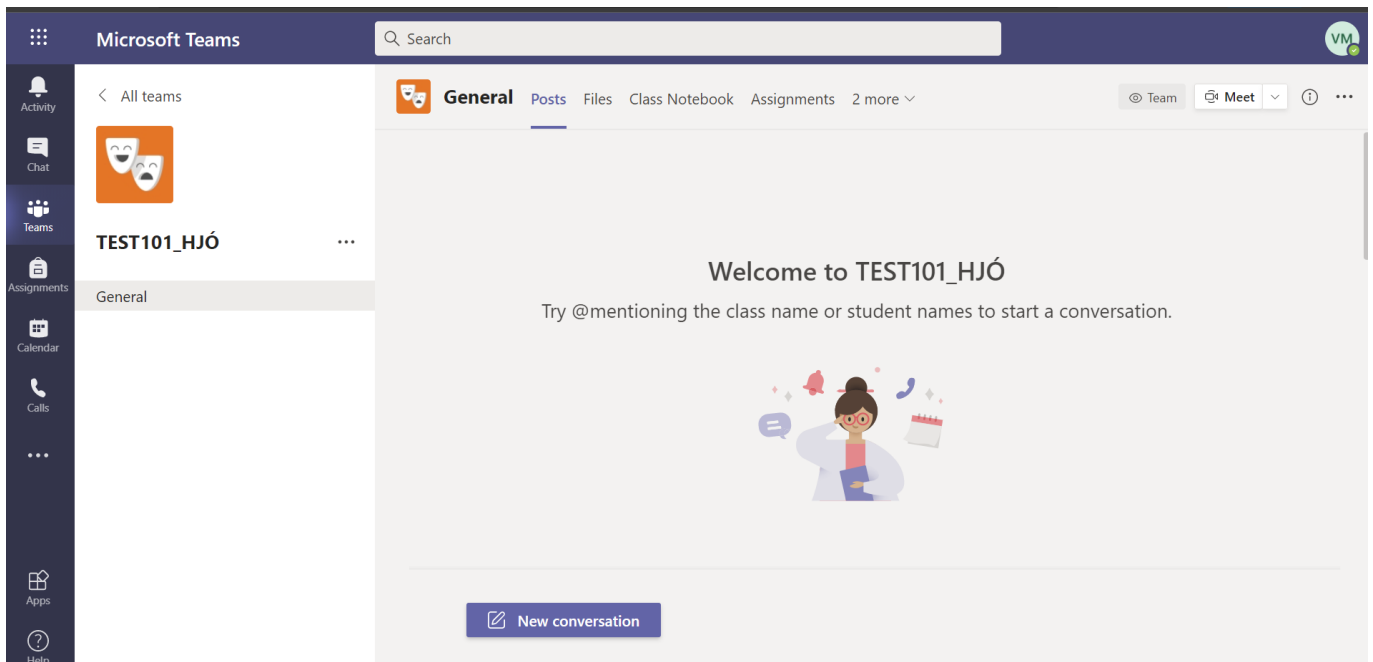 Microsoft Teams
Search
VM
Activity
Chat
Teams
Assignments
Calendar
Calls
Apps
Help
All teams
TEST101_HJÓ
General
General Posts Files Class Notebook Assignments 2 more
Team Meet
Welcome to TEST101_HJÓ
Try @mentioning the class name or student names to start a conversation.
New conversation